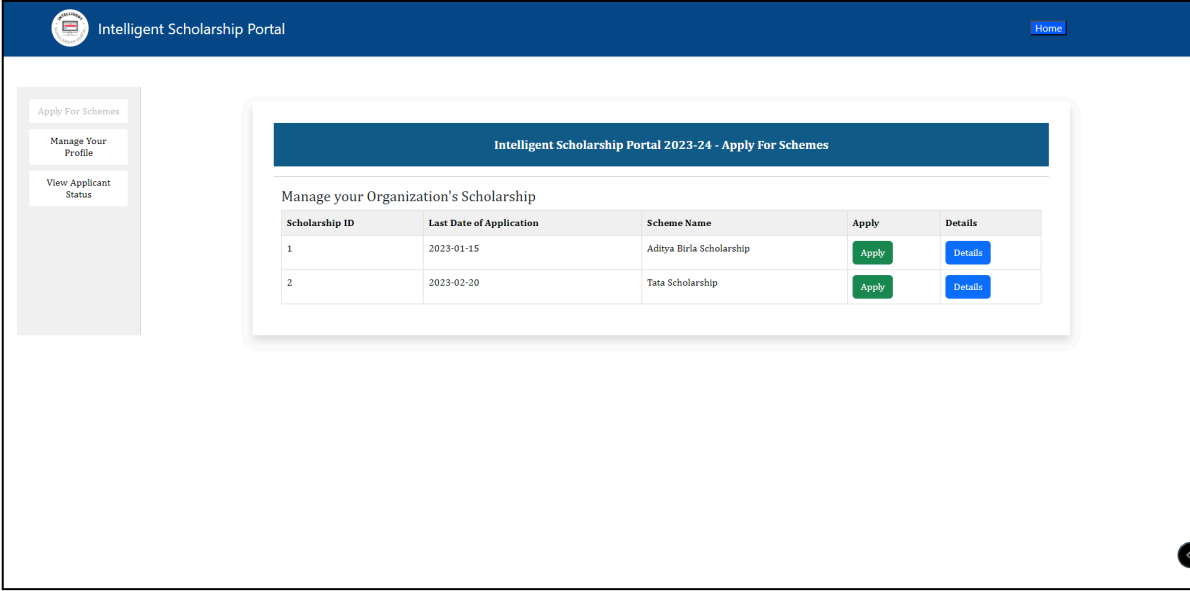 INTELLIGENT
Intelligent Scholarship Portal
Home
Apply For Schemes
Manage Your
Profile
View Applicant
Status
Intelligent Scholarship Portal 2023-24 - Apply For Schemes
Manage your Organization's Scholarship
Scholarship ID Last Date of Application Scheme Name Apply Details
1 2023-01-15 Aditya Birla Scholarship Apply Details
2 2023-02-20 Tata Scholarship Apply Details